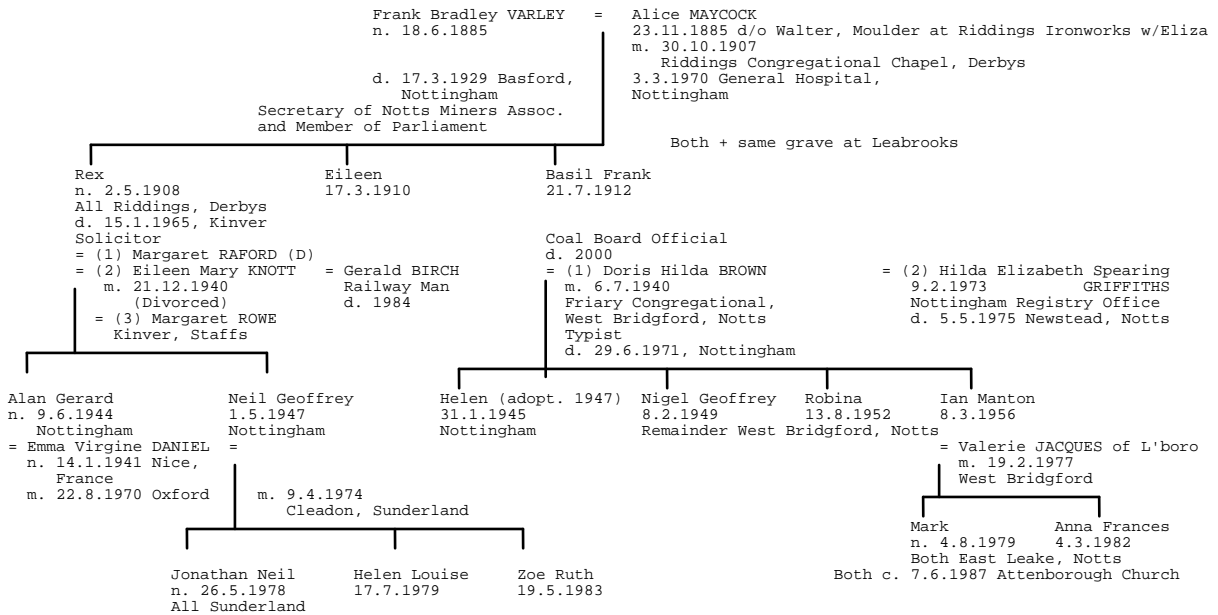 Frank Bradley VARLEY = Alice MAYCOCK
n. 18.6.1885 23.11.1885 d/o Walter, Moulder at Riddings Ironworks w/Eliza
m. 30.10.1907
Riddings Congregational Chapel, Derbys
d. 17.3.1929 Basford, 3.3.1970 General Hospital,
Nottingham Nottingham
Secretary of Notts Miners Assoc.
and Member of Parliament
Both + same grave at Leabrooks
Rex Eileen Basil Frank
n. 2.5.1908 17.3.1910 21.7.1912
All Riddings, Derbys
d. 15.1.1965, Kinver
Solicitor Coal Board Official
= (1) Margaret RAFORD (D) d. 2000
= (2) Eileen Mary KNOTT = Gerald BIRCH = (1) Doris Hilda BROWN = (2) Hilda Elizabeth Spearing
m. 21.12.1940 Railway Man m. 6.7.1940 9.2.1973 GRIFFITHS
(Divorced) d. 1984 Friary Congregational, Nottingham Registry Office
= (3) Margaret ROWE West Bridgford, Notts d. 5.5.1975 Newstead, Notts
Kinver, Staffs Typist
d. 29.6.1971, Nottingham
Alan Gerard Neil Geoffrey Helen (adopt. 1947) Nigel Geoffrey Robina Ian Manton
n. 9.6.1944 1.5.1947 31.1.1945 8.2.1949 13.8.1952 8.3.1956
Nottingham Nottingham Nottingham Remainder West Bridgford, Notts
= Emma Virgine DANIEL = = Valerie JACQUES of L'boro
n. 14.1.1941 Nice, m. 19.2.1977
France West Bridgford
m. 22.8.1970 Oxford m. 9.4.1974
Cleadon, Sunderland
Mark Anna Frances
n. 4.8.1979 4.3.1982
Both East Leake, Notts
Jonathan Neil Helen Louise Zoe Ruth Both c. 7.6.1987 Attenborough Church
n. 26.5.1978 17.7.1979 19.5.1983
All Sunderland